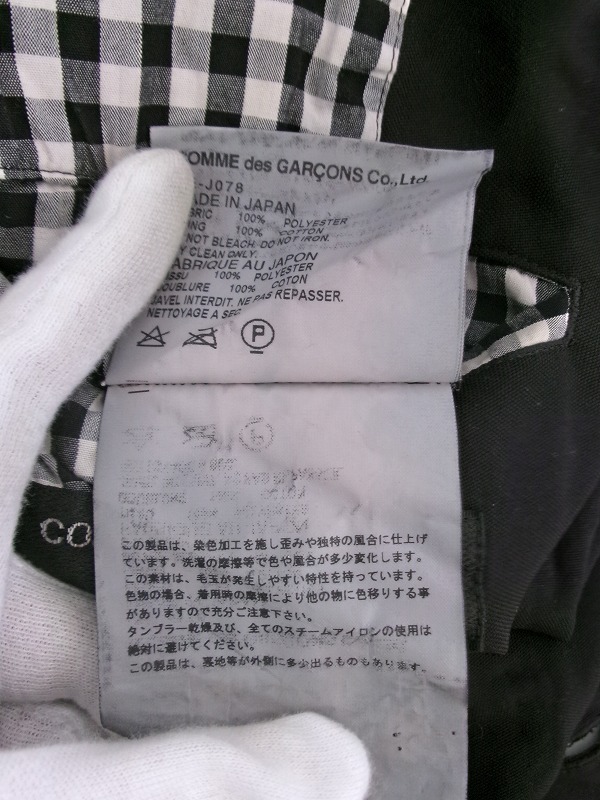 COMME des GARÇONS Co.,Ltd.
-J078
MADE IN JAPAN
FABRIC 100% POLYESTER
100% COTTON
NOT BLEACH. DO NOT IRON.
DRY CLEAN ONLY.
FABRIQUE AU JAPON
TISSU 100% POLYESTER
DOUBLURE 100% COTON
JAVEL INTERDIT. NE PAS REPASSER.
NETTOYAGE A SEC
P
CO
この製品は、染色加工を施し歪みや独特の風合に仕上げ
ています。洗濯の摩擦等で色や風合が多少変化します。
この素材は、毛玉が発生しやすい特性を持っています。
色物の場合、着用時の摩擦により他の物に色移りする事
がありますので充分ご注意下さい。
タンブラー乾燥及び、全てのスチームアイロンの使用は
絶対に避けてください。
この製品は、裏地等が外側に多少出るものもあります。